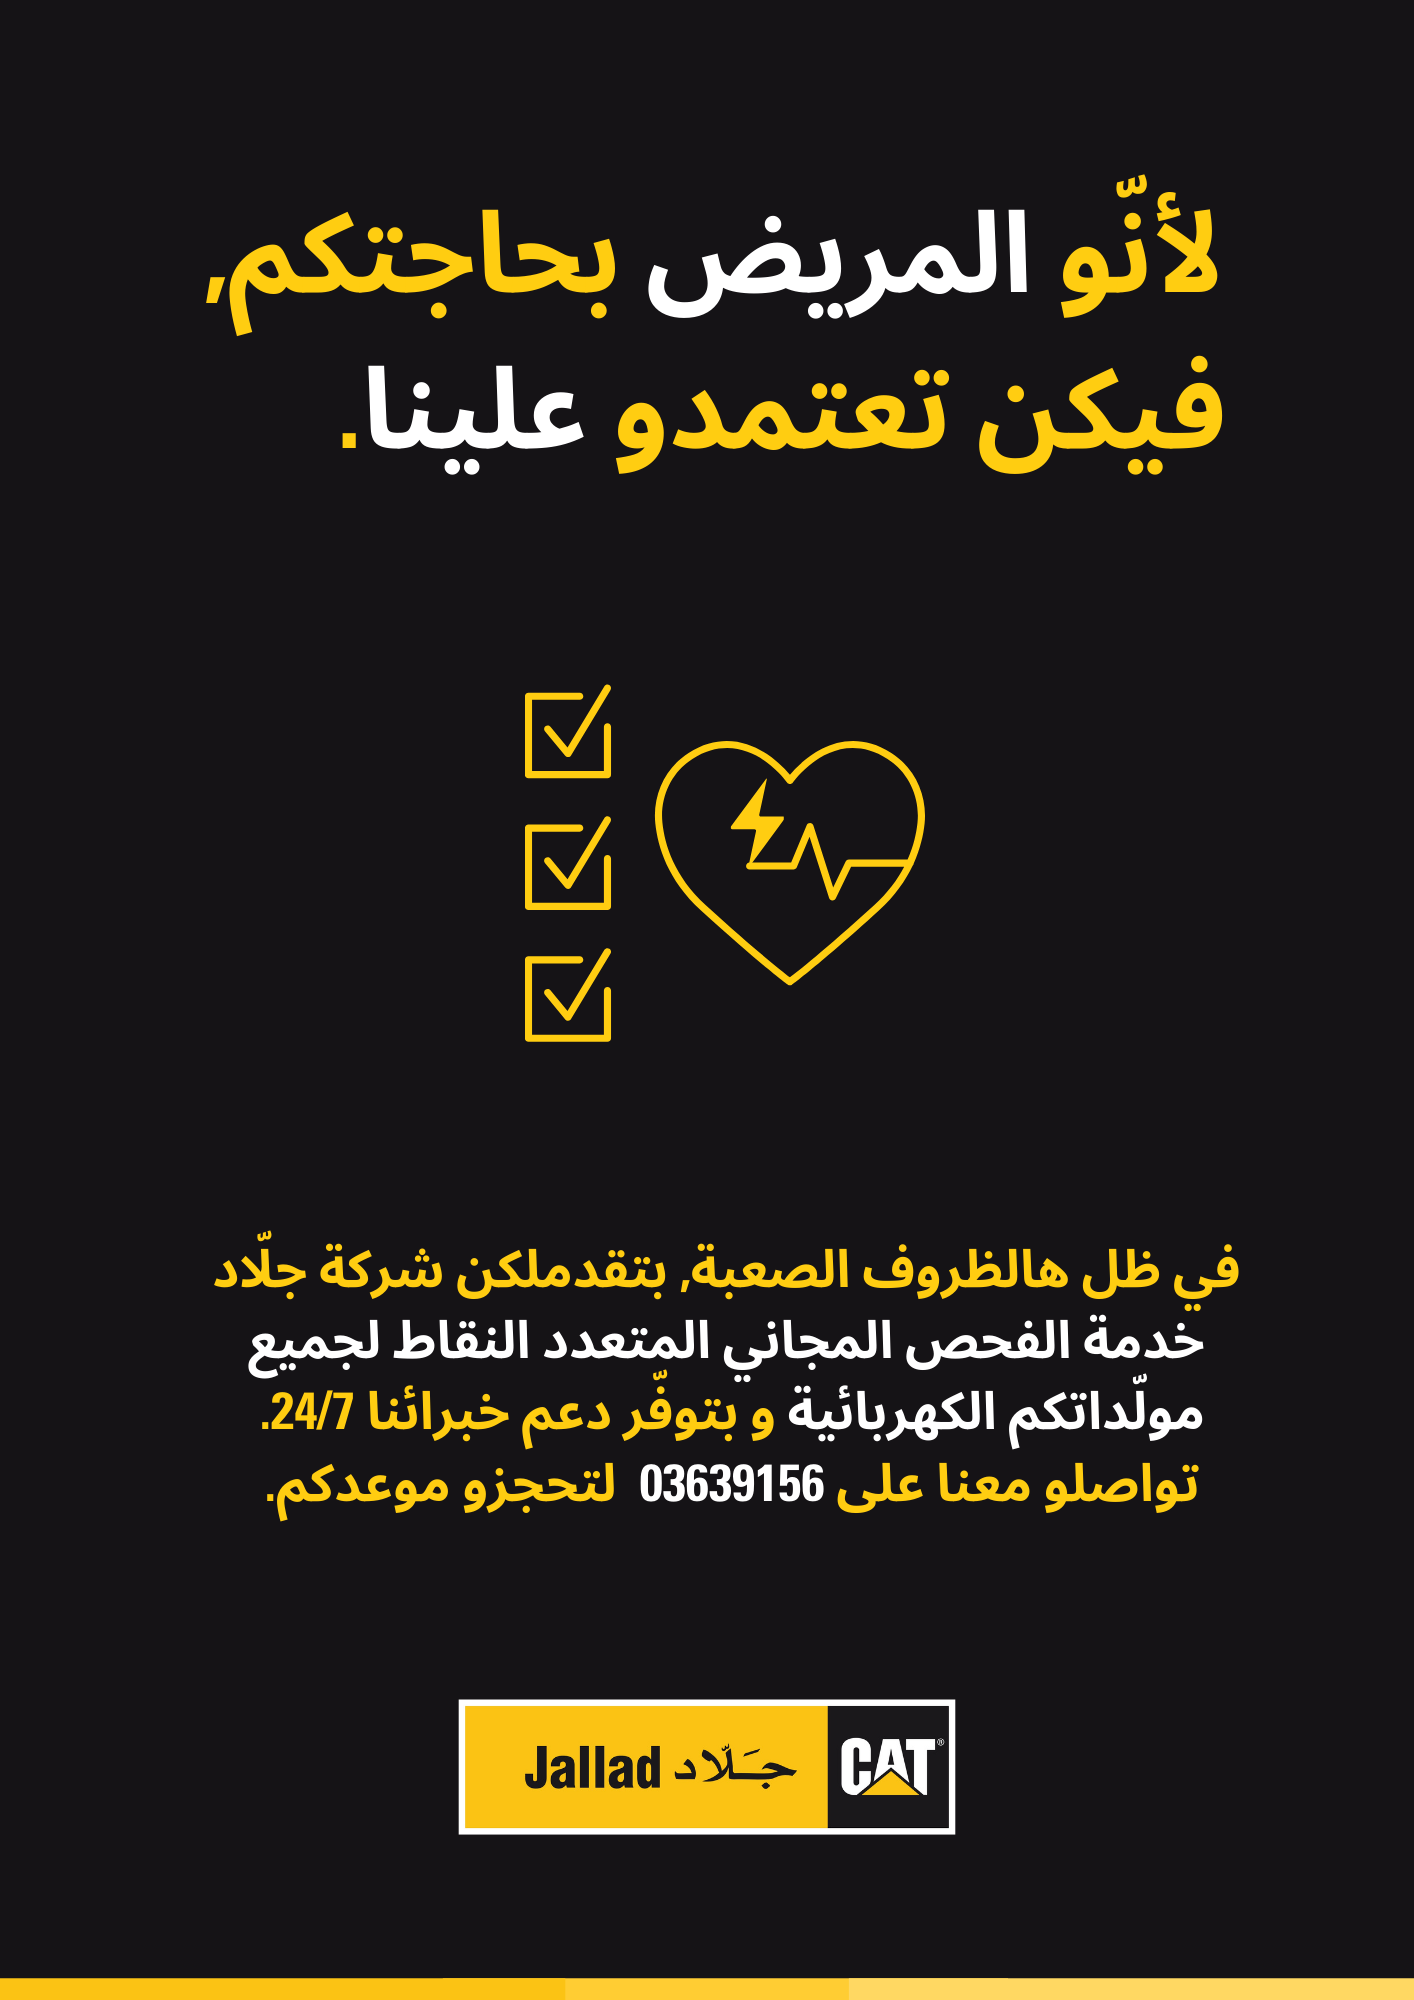 لأنّو المريض بحاجتكم,
فيكن تعتمدو علينا.
في ظل هالظروف الصعبة, بتقدملكن شركة جلّاد
خدمة الفحص المجاني المتعدد النقاط لجميع
مولّداتكم الكهربائية و بتوفّر دعم خبرائنا 24/7.
تواصلو معنا على 03639156 لتحجزو موعدكم.
Jallad جَلّاد CAT®